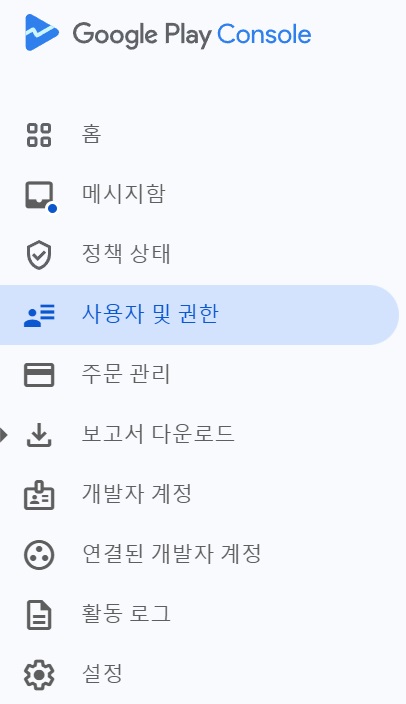 Google Play Console
홈
메시지함
정책 상태
사용자 및 권한
주문 관리
보고서 다운로드
개발자 계정
연결된 개발자 계정
활동 로그
설정